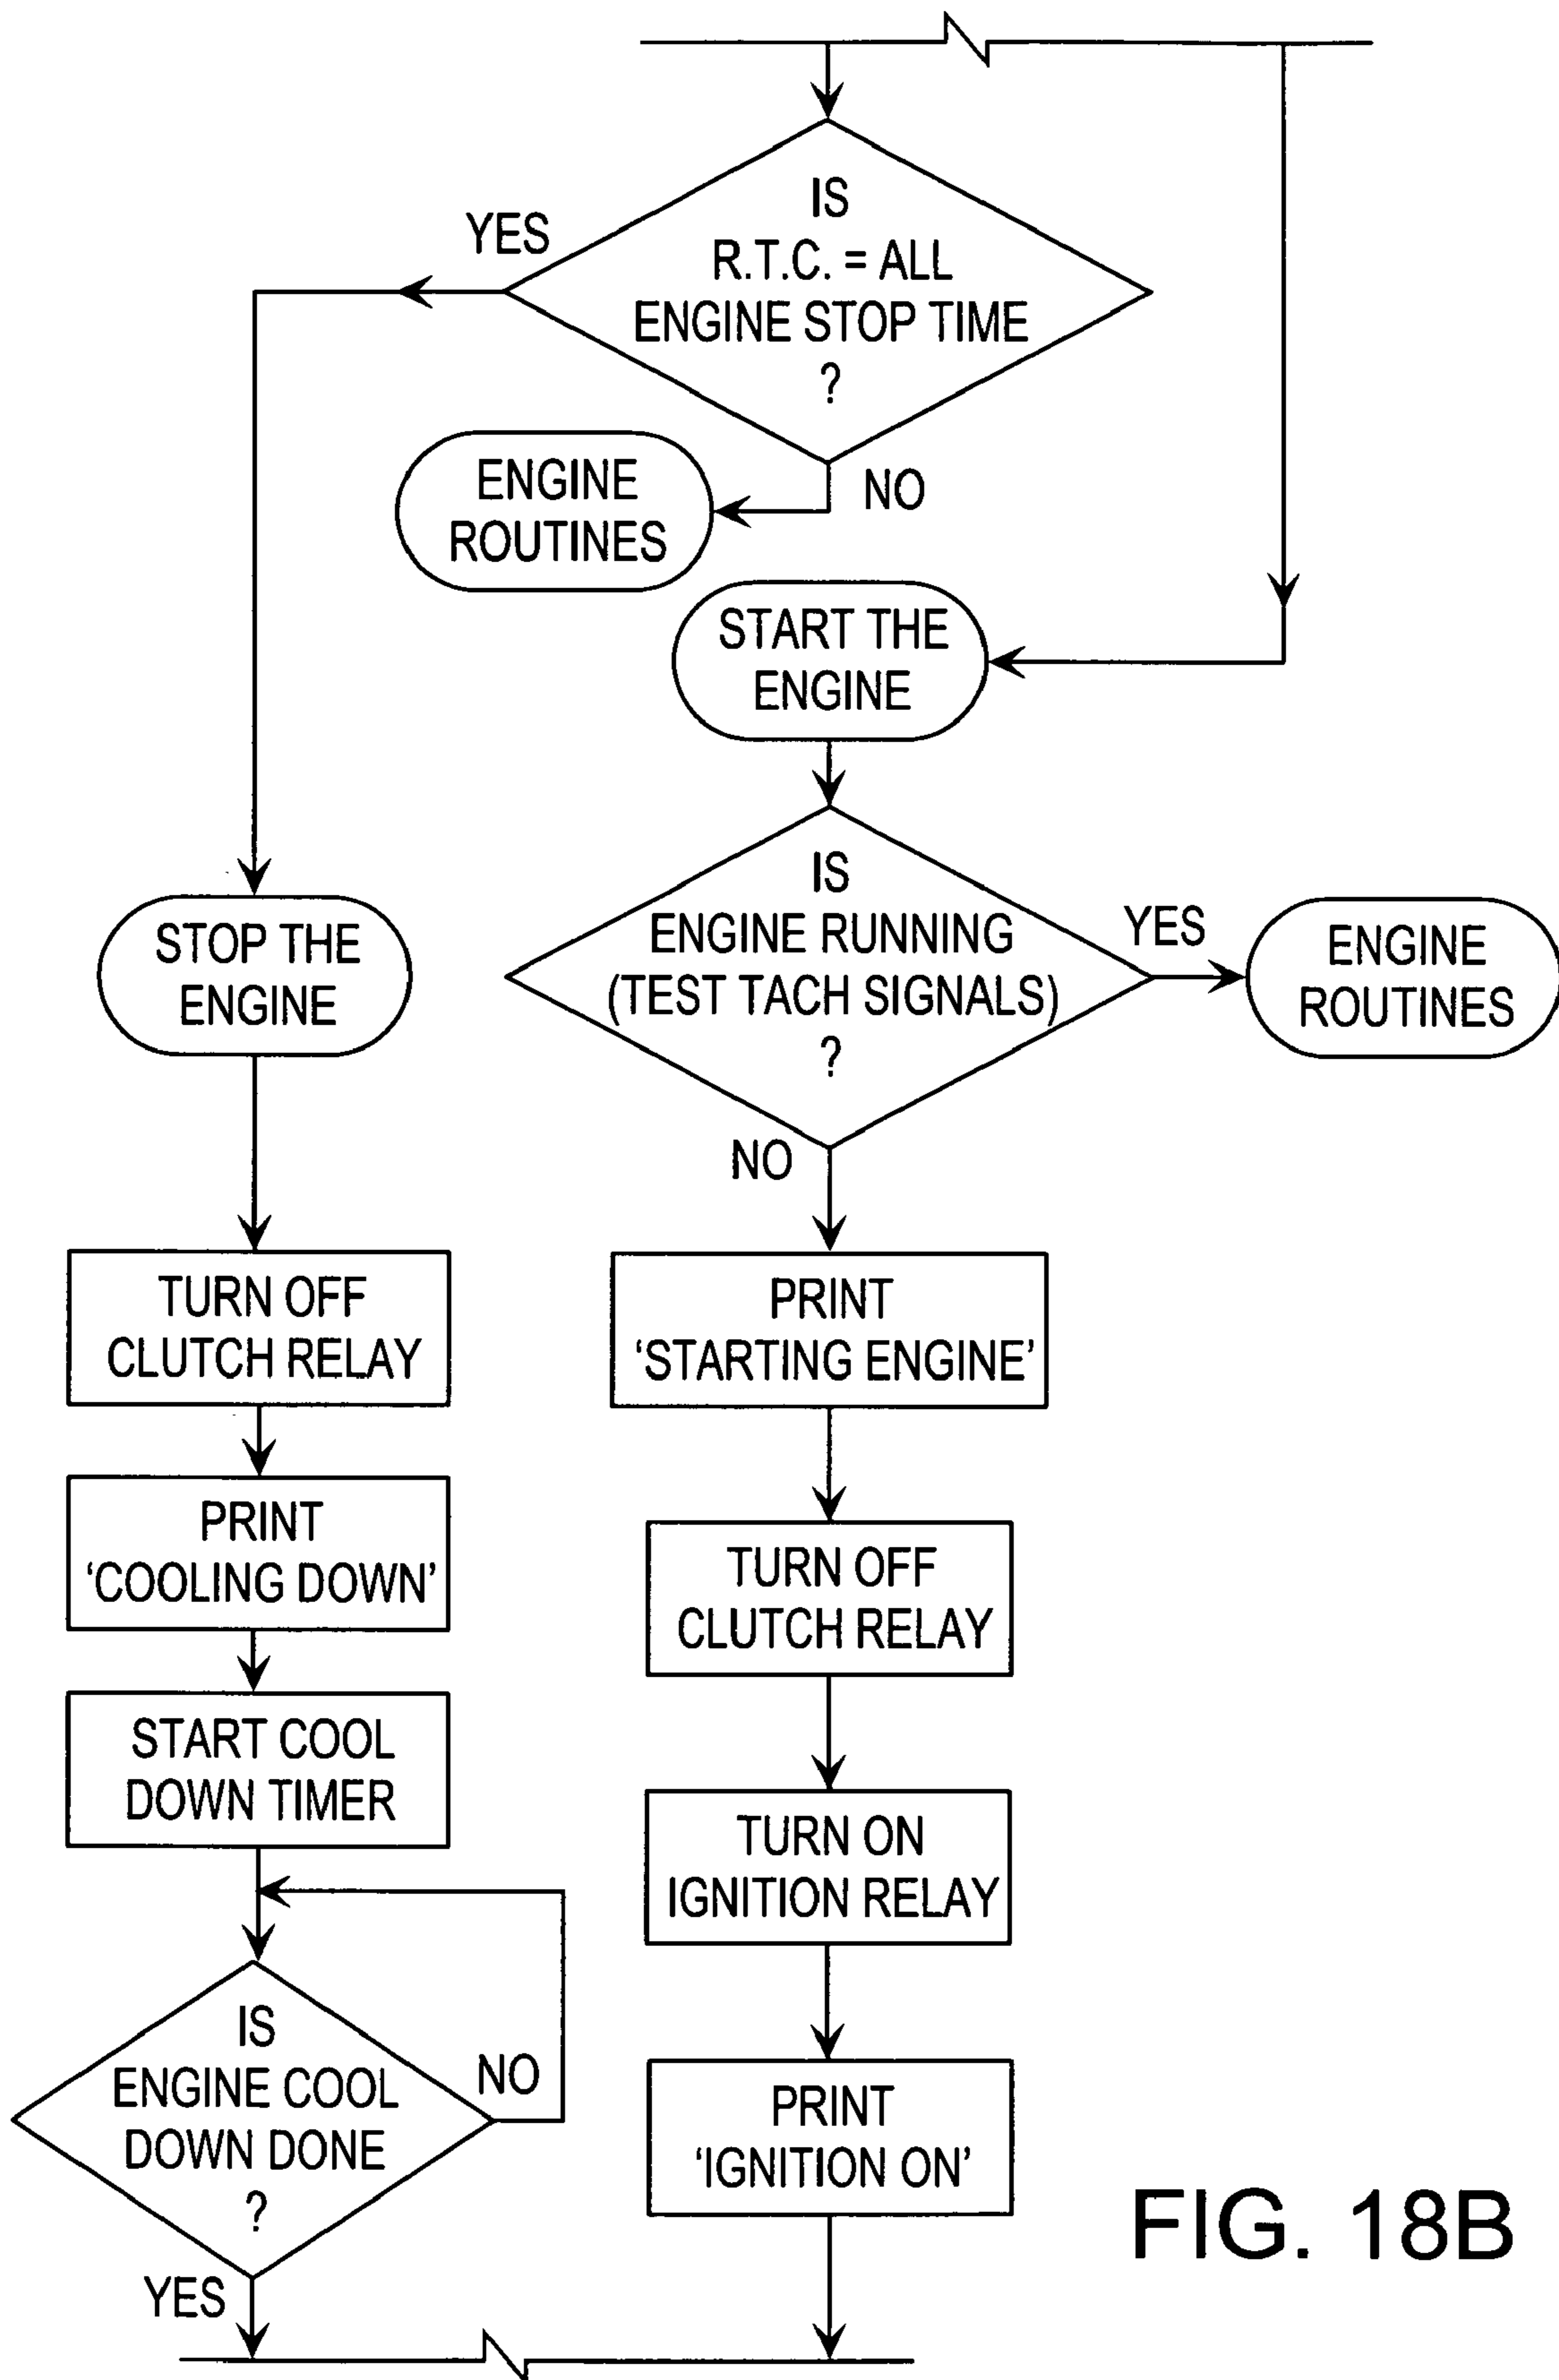 IS
R.T.C. = ALL
ENGINE STOP TIME
?
YES
NO
ENGINE
ROUTINES
START THE
ENGINE
IS
ENGINE RUNNING
(TEST TACH SIGNALS)
?
YES
ENGINE
ROUTINES
NO
STOP THE
ENGINE
TURN OFF
CLUTCH RELAY
PRINT
‘COOLING DOWN’
START COOL
DOWN TIMER
IS
ENGINE COOL
DOWN DONE
?
NO
YES
PRINT
‘STARTING ENGINE’
TURN OFF
CLUTCH RELAY
TURN ON
IGNITION RELAY
PRINT
‘IGNITION ON’
FIG. 18B